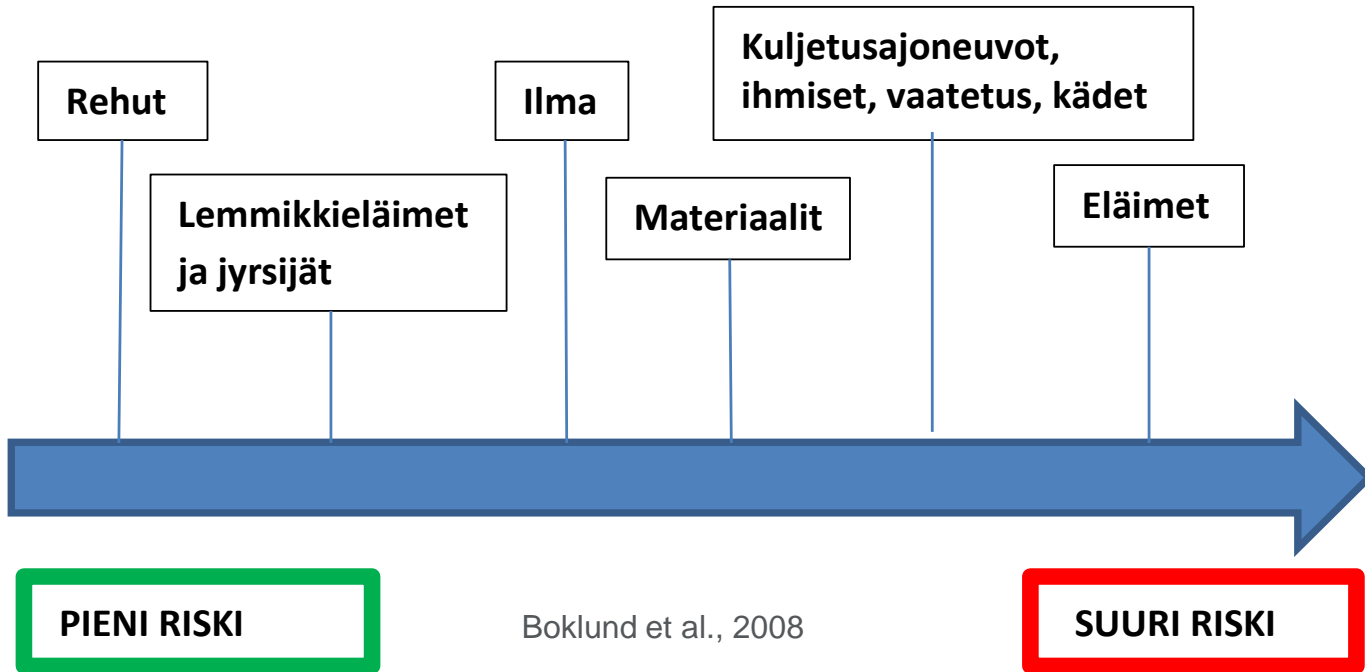 Rehut
Lemmikkieläimet
ja jyrsijät
Ilma
Materiaalit
Kuljetusajoneuvot,
ihmiset, vaatetus, kädet
Eläimet
PIENI RISKI
Boklund et al., 2008
SUURI RISKI